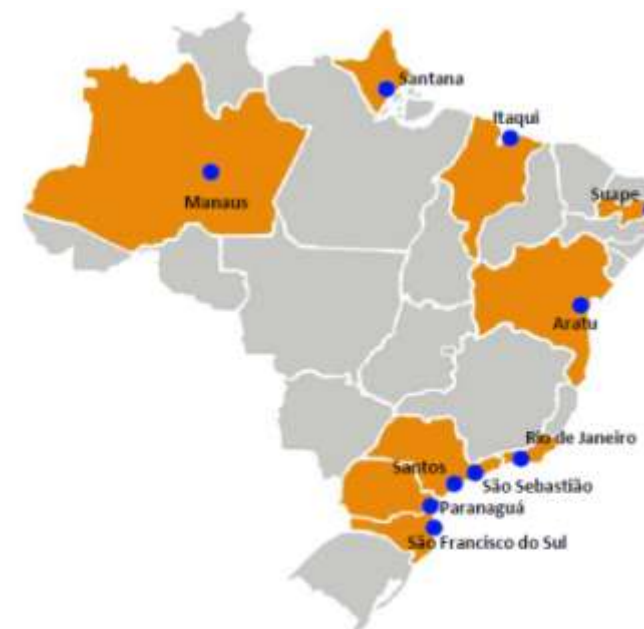 Santana
Itaqui
Suape
Manaus
Aratu
Rio de Janeiro
Santos
São Sebastião
Paranaguá
São Francisco do Sul